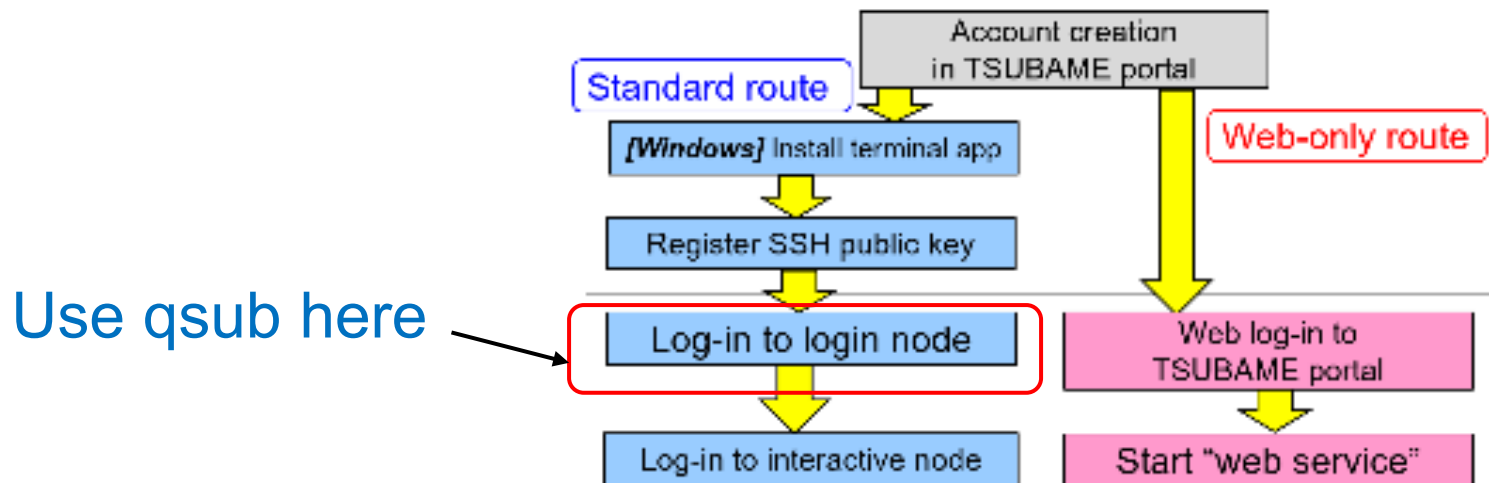 Account creation
in TSUBAME portal
Standard route
Web-only route
[Windows] Install terminal app
Register SSH public key
Use qsub here
Log-in to login node
Web log-in to
TSUBAME portal
Log-in to interactive node
Start “web service”